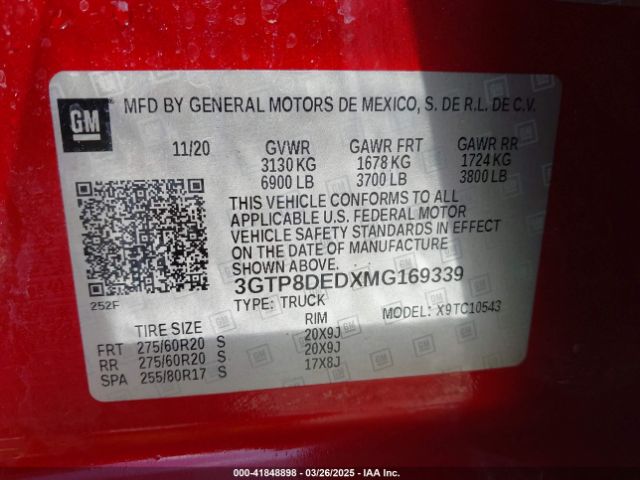 GM MFD BY GENERAL MOTORS DE MEXICO, S. DE R.L. DE C.V.
11/20 GVWR GAWR FRT GAWR RR
3130 KG 1678 KG 1724 KG
6900 LB 3700 LB 3800 LB
THIS VEHICLE CONFORMS TO ALL
APPLICABLE U.S. FEDERAL MOTOR
VEHICLE SAFETY STANDARDS IN EFFECT
ON THE DATE OF MANUFACTURE
SHOWN ABOVE.
3GTP8DEDXMG169339
252F TYPE: TRUCK MODEL: X9TC10543
TIRE SIZE RIM
FRT 275/60R20 S 20X9J
RR 275/60R20 S 20X9J
SPA 255/80R17 S 17X8J
000-41848898 | 03/26/2025 - IAA Inc.